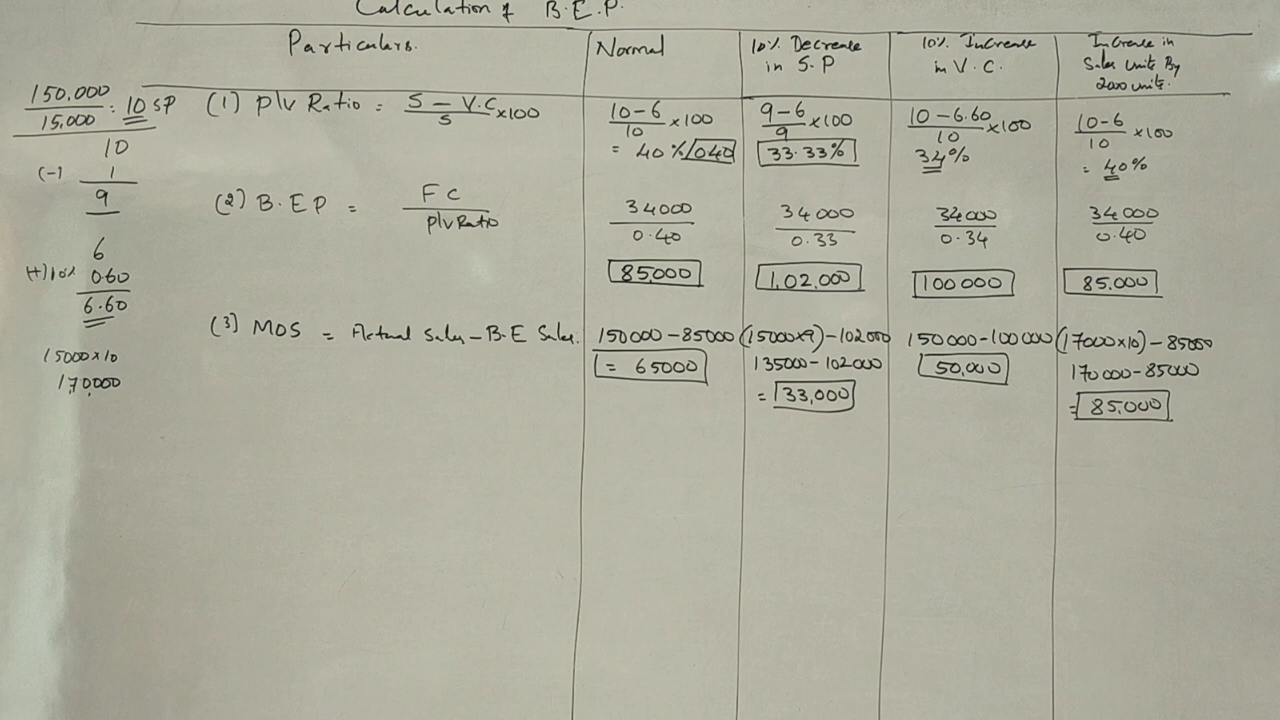 Calculation of B.E.P.
Particulars. Normal 10% Decrease in S.P 10% Increase in V.C. Increase in Sales units By 2000 units.
150.000 / 15.000 : 10 SP
10
(-) 1
9
6
(+) 10% 0.60
6.60
15000×10
1,70,000
(1) P/V Ratio = S - V.C / S ×100
10-6 / 10 ×100
= 40% / 0.40
9-6 / 9 ×100
33.33%
10-6.60 / 10 ×100
34%
10-6 / 10 ×100
= 40%
(2) B.E.P = FC / P/V Ratio
34000 / 0.40
85,000
34000 / 0.33
1,02,000
34000 / 0.34
100000
34000 / 0.40
85.000
(3) MOS = Actual Sales - B.E Sales.
150000-85000
= 65000
(15000×9)-102000
135000-102000
= 33,000
150000-100000
50,000
(17000×10)-85000
170000-85000
= 85,000